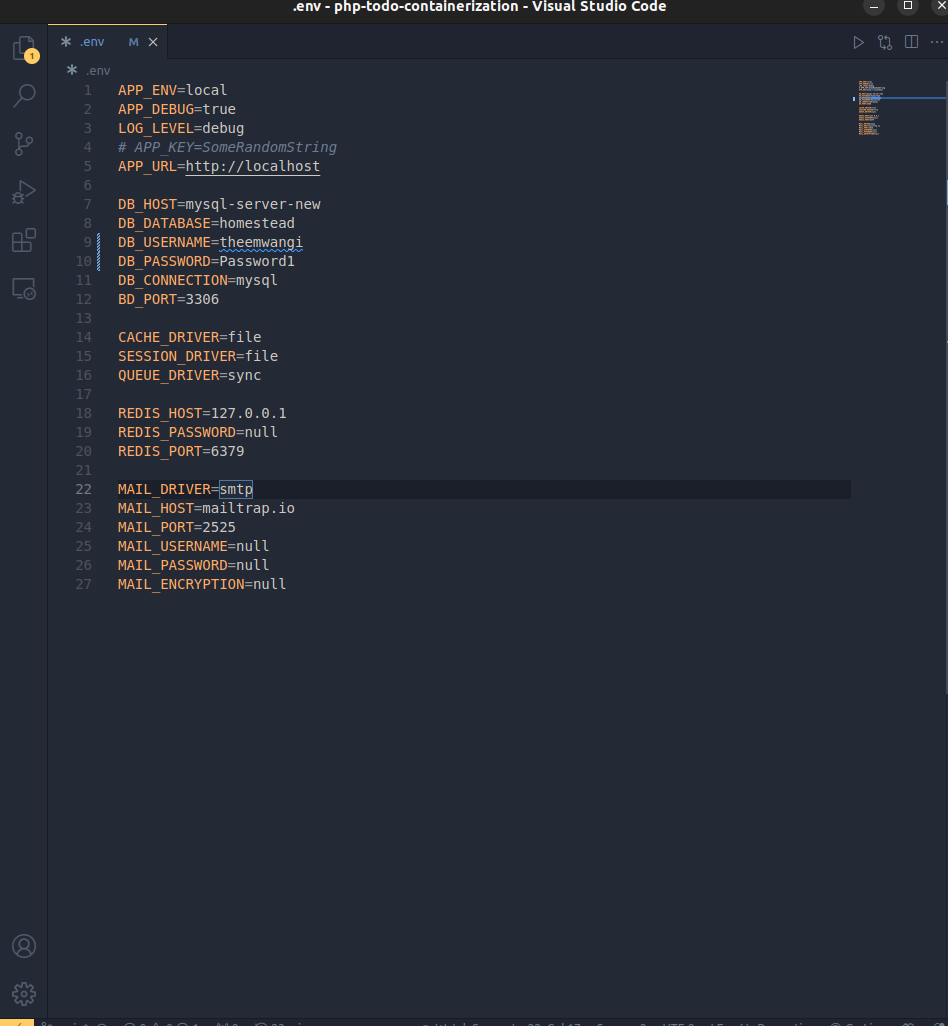 .env - php-todo-containerization - Visual Studio Code
.env M
.env
1
1 APP_ENV=local
2 APP_DEBUG=true
3 LOG_LEVEL=debug
4 # APP_KEY=SomeRandomString
5 APP_URL=http://localhost
6
7 DB_HOST=mysql-server-new
8 DB_DATABASE=homestead
9 DB_USERNAME=theemwangi
10 DB_PASSWORD=Password1
11 DB_CONNECTION=mysql
12 BD_PORT=3306
13
14 CACHE_DRIVER=file
15 SESSION_DRIVER=file
16 QUEUE_DRIVER=sync
17
18 REDIS_HOST=127.0.0.1
19 REDIS_PASSWORD=null
20 REDIS_PORT=6379
21
22 MAIL_DRIVER=smtp
23 MAIL_HOST=mailtrap.io
24 MAIL_PORT=2525
25 MAIL_USERNAME=null
26 MAIL_PASSWORD=null
27 MAIL_ENCRYPTION=null